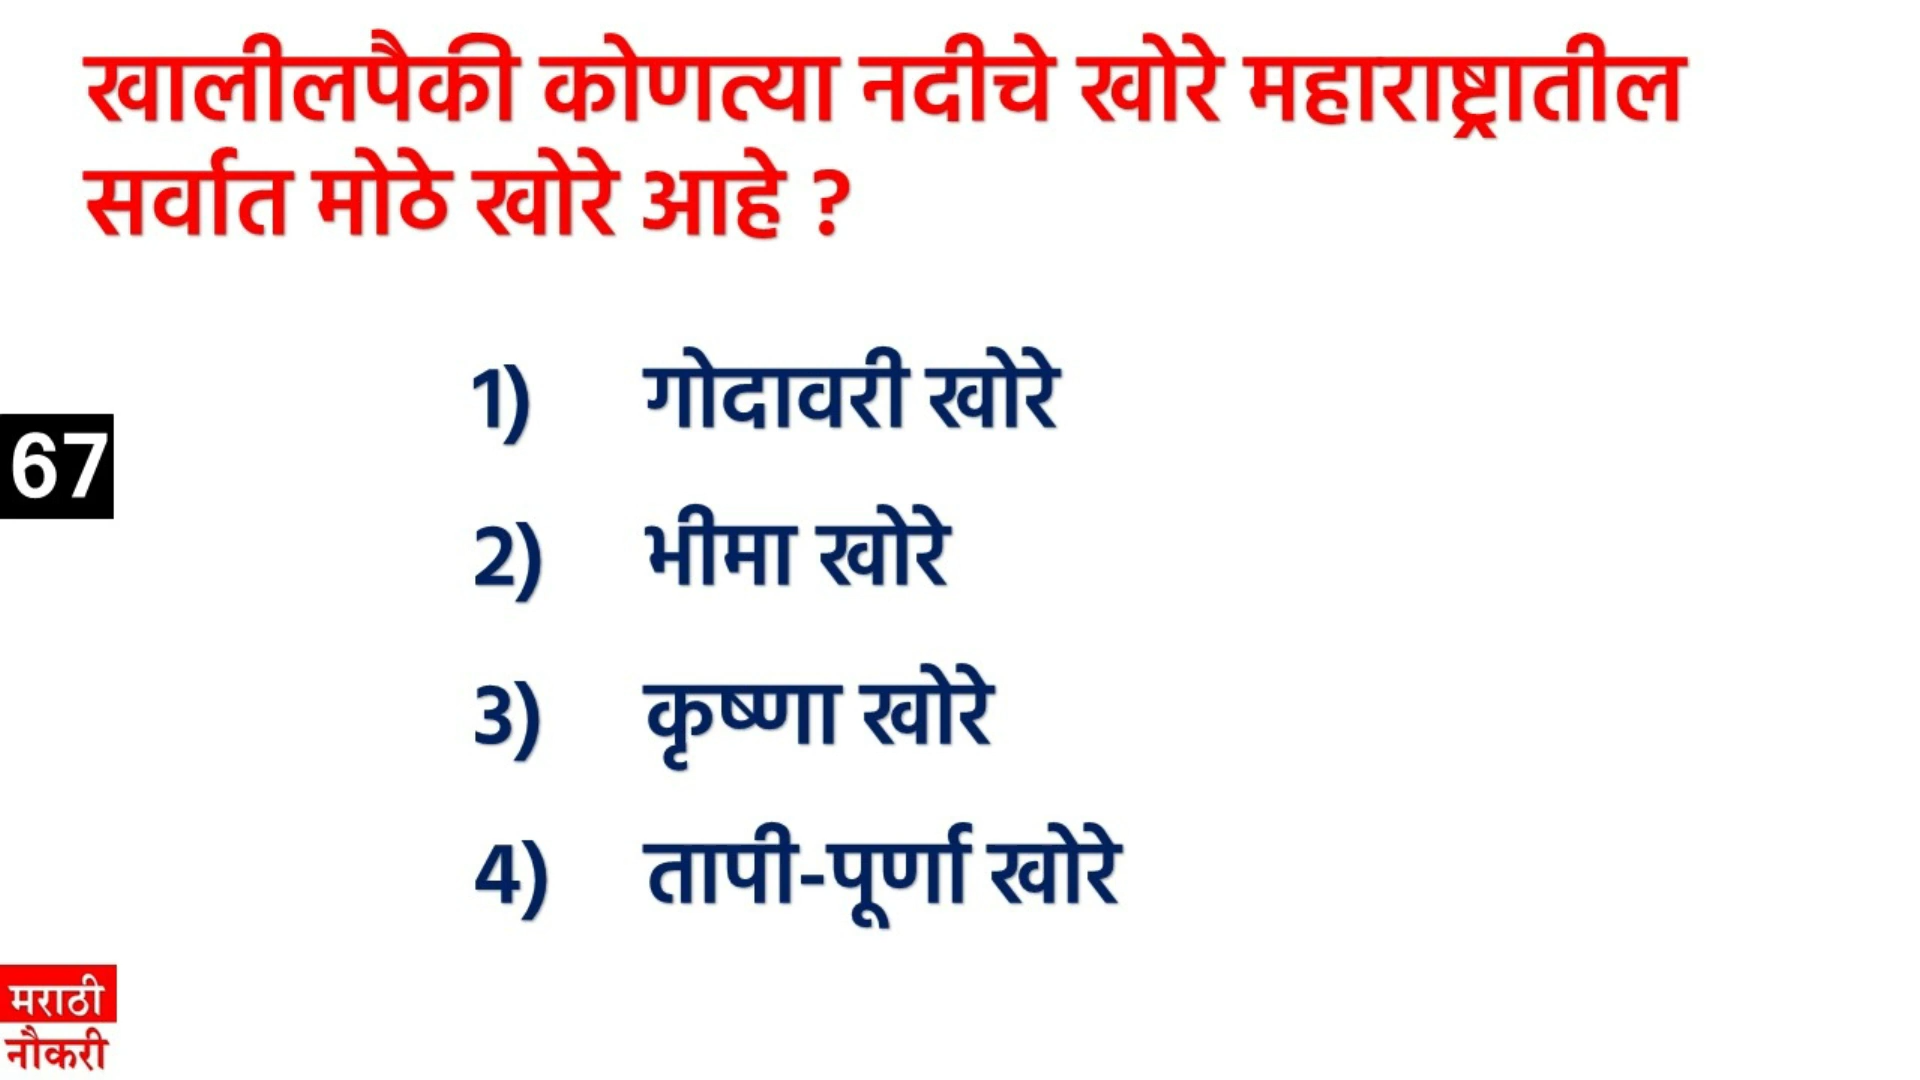 खालीलपैकी कोणत्या नदीचे खोरे महाराष्ट्रातील
सर्वात मोठे खोरे आहे ?
1) गोदावरी खोरे
67
2) भीमा खोरे
3) कृष्णा खोरे
4) तापी-पूर्णा खोरे
मराठी
नौकरी